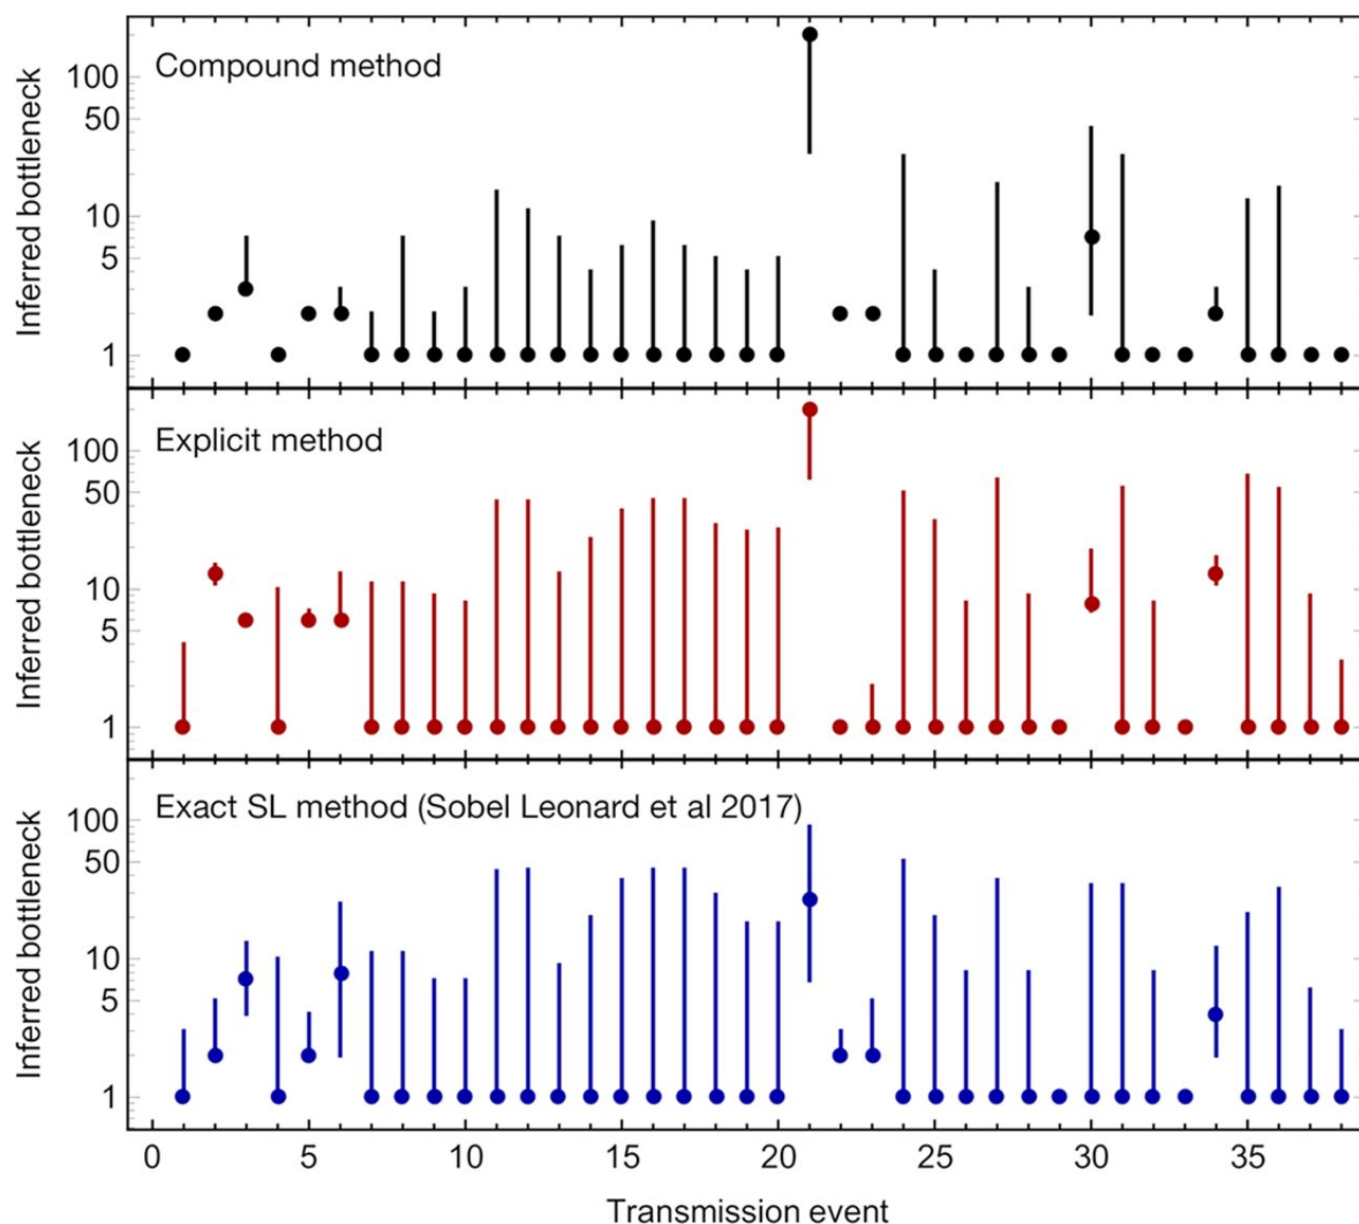 Compound method
Inferred bottleneck
100
50
10
5
1
Explicit method
Inferred bottleneck
100
50
10
5
1
Exact SL method (Sobel Leonard et al 2017)
Inferred bottleneck
100
50
10
5
1
0 5 10 15 20 25 30 35
Transmission event